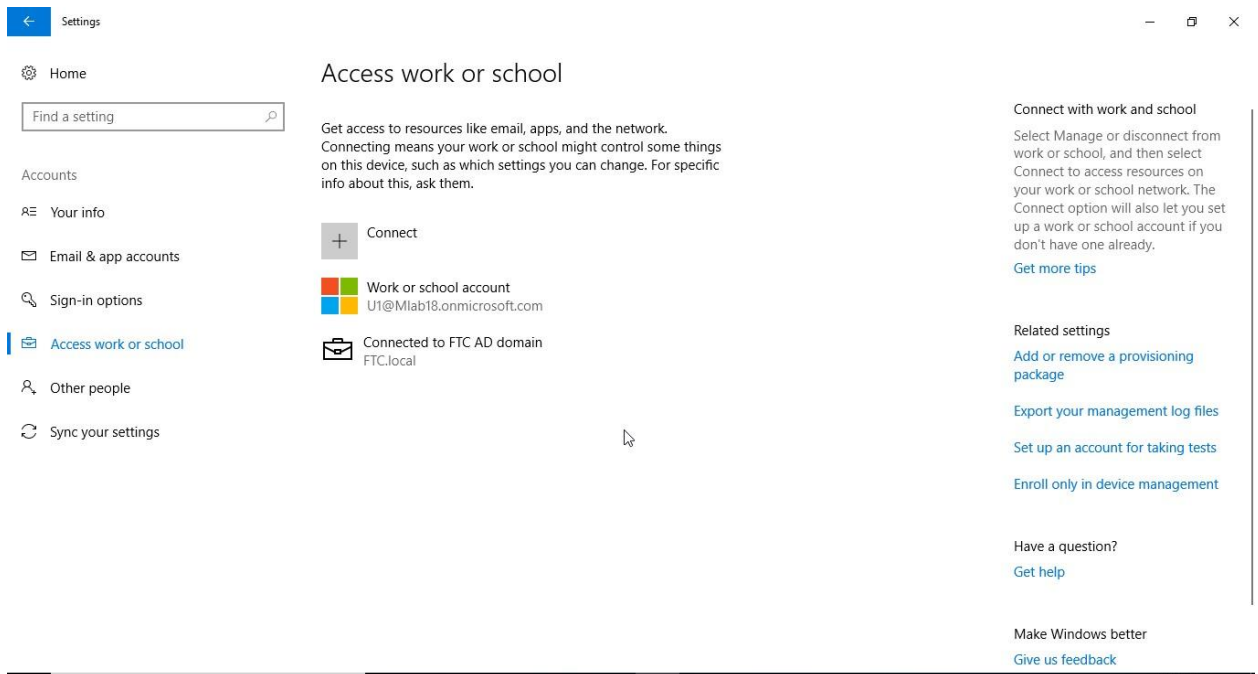 Settings
Home
Find a setting
Accounts
Your info
Email & app accounts
Sign-in options
Access work or school
Other people
Sync your settings
Access work or school
Get access to resources like email, apps, and the network.
Connecting means your work or school might control some things
on this device, such as which settings you can change. For specific
info about this, ask them.
Connect
Work or school account
U1@Mlab18.onmicrosoft.com
Connected to FTC AD domain
FTC.local
Connect with work and school
Select Manage or disconnect from
work or school, and then select
Connect to access resources on
your work or school network. The
Connect option will also let you set
up a work or school account if you
don't have one already.
Get more tips
Related settings
Add or remove a provisioning
package
Export your management log files
Set up an account for taking tests
Enroll only in device management
Have a question?
Get help
Make Windows better
Give us feedback